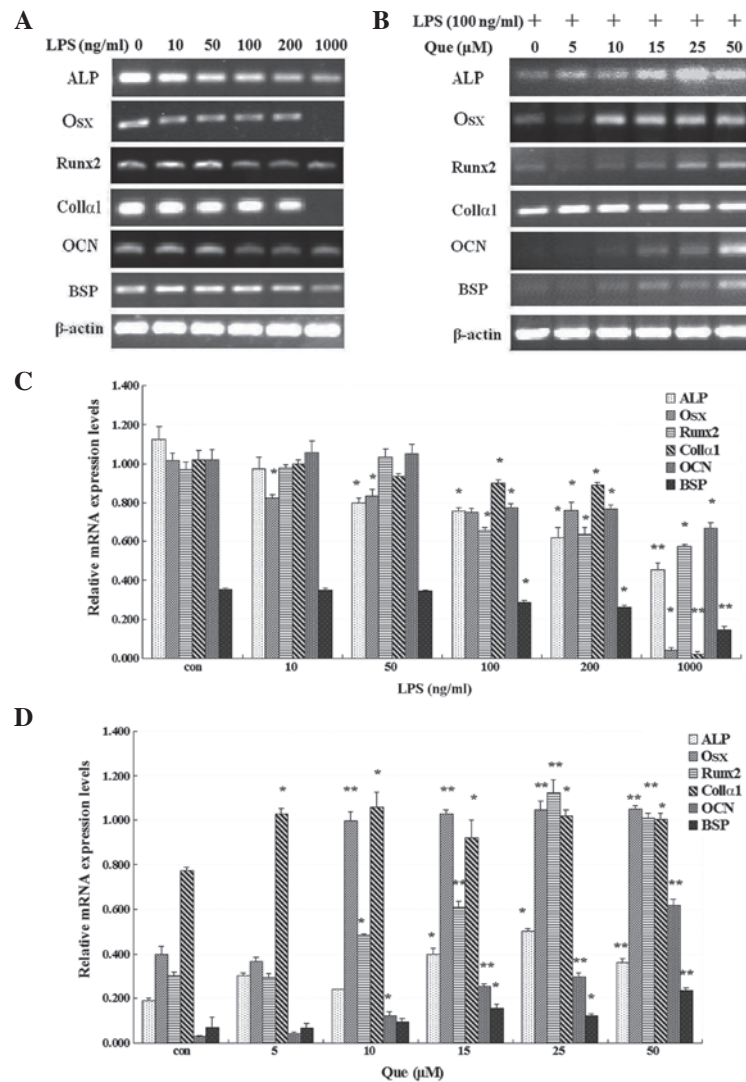 A
LPS (ng/ml) 0 10 50 100 200 1000
ALP
Osx
Runx2
Collα1
OCN
BSP
β-actin
B
LPS (100 ng/ml) + + + + + +
Que (µM) 0 5 10 15 25 50
ALP
Osx
Runx2
Collα1
OCN
BSP
β-actin
C
Relative mRNA expression levels
1.400
1.200
1.000
0.800
0.600
0.400
0.200
0.000
con 10 50 100 200 1000
LPS (ng/ml)
ALP
Osx
Runx2
Collα1
OCN
BSP
* * * * * * * * * * * * * * ** * * ** * **
D
Relative mRNA expression levels
1.400
1.200
1.000
0.800
0.600
0.400
0.200
0.000
con 5 10 15 25 50
Que (µM)
ALP
Osx
Runx2
Collα1
OCN
BSP
* ** * * * * ** ** * ** * * ** ** * ** * ** ** ** * ** **